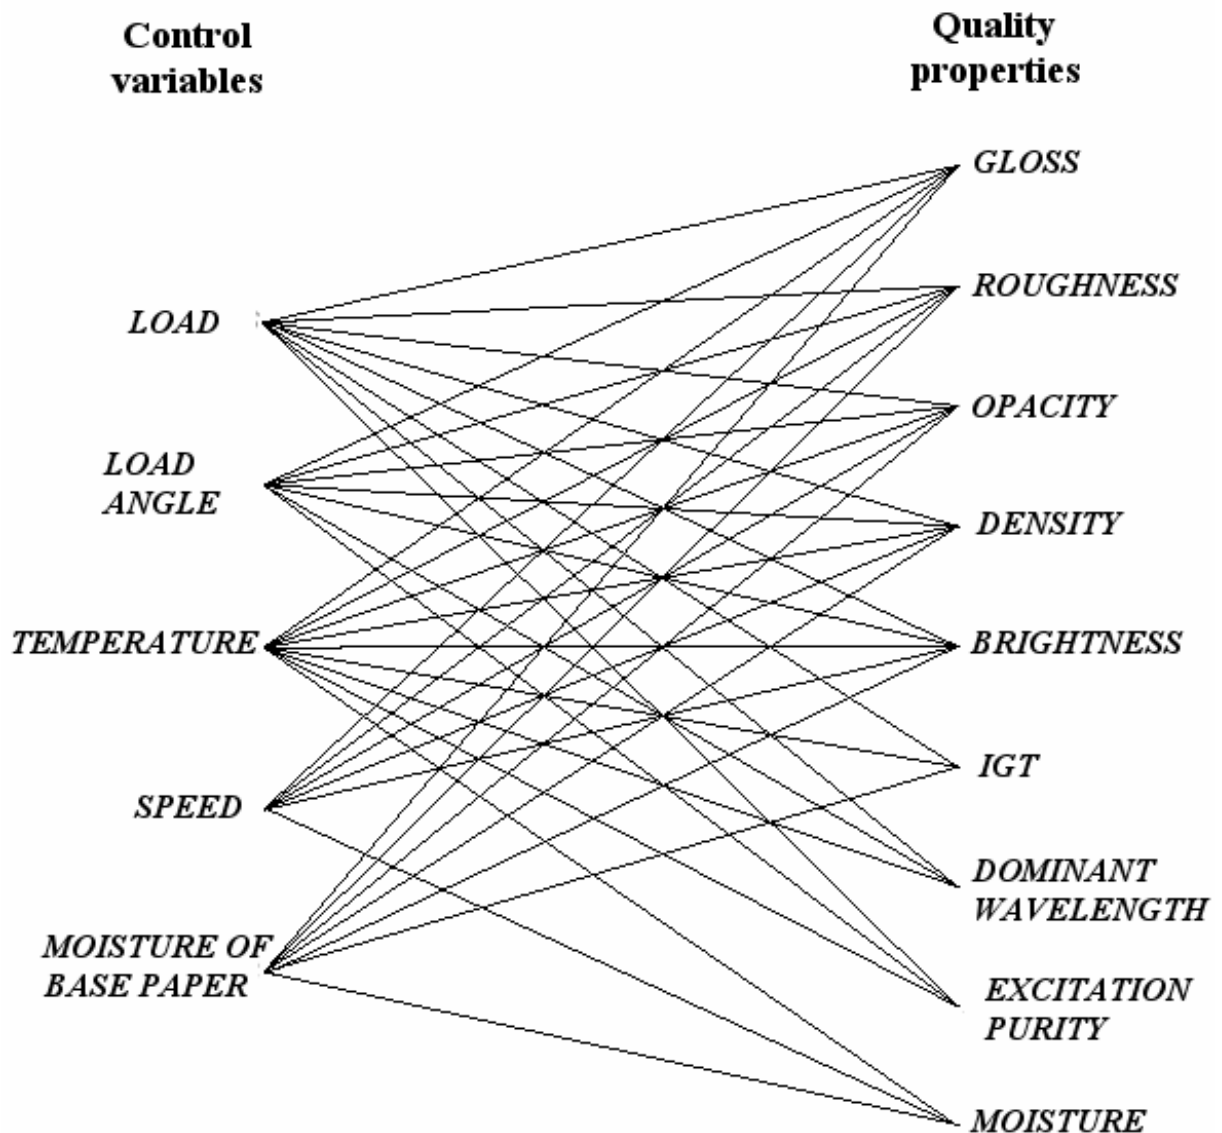 Control
variables
Quality
properties
LOAD
LOAD
ANGLE
TEMPERATURE
SPEED
MOISTURE OF
BASE PAPER
GLOSS
ROUGHNESS
OPACITY
DENSITY
BRIGHTNESS
IGT
DOMINANT
WAVELENGTH
EXCITATION
PURITY
MOISTURE